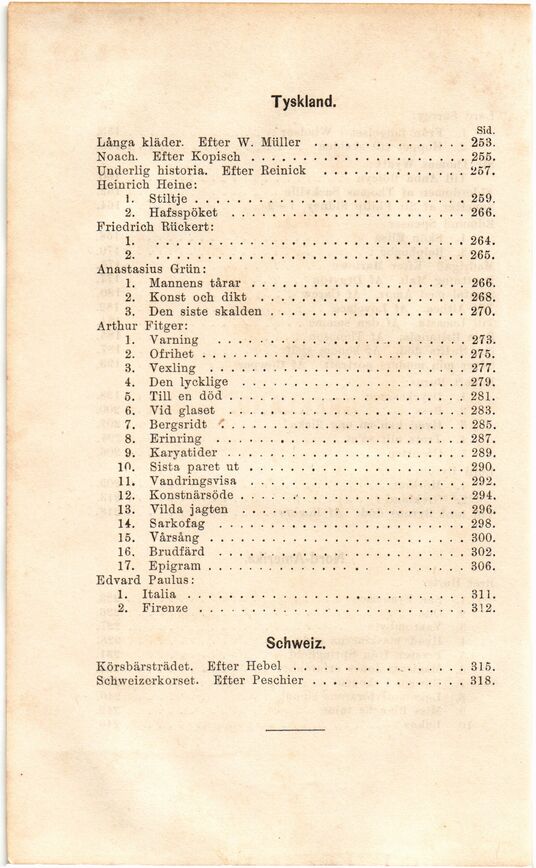 Tyskland.
Sid.
Långa kläder. Efter W. Müller . . . . . . . . . . . . 253.
Noach. Efter Kopisch . . . . . . . . . . . . . . . . . 255.
Underlig historia. Efter Reinick . . . . . . . . . . . 257.
Heinrich Heine:
1. Stiltje . . . . . . . . . . . . . . . . . . . . . 259.
2. Hafsspöket . . . . . . . . . . . . . . . . . . 266.
Friedrich Rückert:
1. . . . . . . . . . . . . . . . . . . . . . . . . 264.
2. . . . . . . . . . . . . . . . . . . . . . . . . 265.
Anastasius Grün:
1. Mannens tårar . . . . . . . . . . . . . . . . . 266.
2. Konst och dikt . . . . . . . . . . . . . . . . 268.
3. Den siste skalden . . . . . . . . . . . . . . . 270.
Arthur Fitger:
1. Varning . . . . . . . . . . . . . . . . . . . 273.
2. Ofrihet . . . . . . . . . . . . . . . . . . . . 275.
3. Vexling . . . . . . . . . . . . . . . . . . . . 277.
4. Den lycklige . . . . . . . . . . . . . . . . . . 279.
5. Till en död . . . . . . . . . . . . . . . . . . 281.
6. Vid glaset . . . . . . . . . . . . . . . . . . 283.
7. Bergsridt . . . . . . . . . . . . . . . . . . . 285.
8. Erinring . . . . . . . . . . . . . . . . . . . 287.
9. Karyatider . . . . . . . . . . . . . . . . . . 289.
10. Sista paret ut . . . . . . . . . . . . . . . . . 290.
11. Vandringsvisa . . . . . . . . . . . . . . . . . 292.
12. Konstnärsöde . . . . . . . . . . . . . . . . . 294.
13. Vilda jagten . . . . . . . . . . . . . . . . . . 296.
14. Sarkofag . . . . . . . . . . . . . . . . . . . 298.
15. Vårsång . . . . . . . . . . . . . . . . . . . . 300.
16. Brudfärd . . . . . . . . . . . . . . . . . . . 302.
17. Epigram . . . . . . . . . . . . . . . . . . . . 306.
Edvard Paulus:
1. Italia . . . . . . . . . . . . . . . . . . . . . 311.
2. Firenze . . . . . . . . . . . . . . . . . . . . 312.
Schweiz.
Körsbärsträdet. Efter Hebel . . . . . . . . . . . . . 315.
Schweizerkorset. Efter Peschier . . . . . . . . . . . . 318.